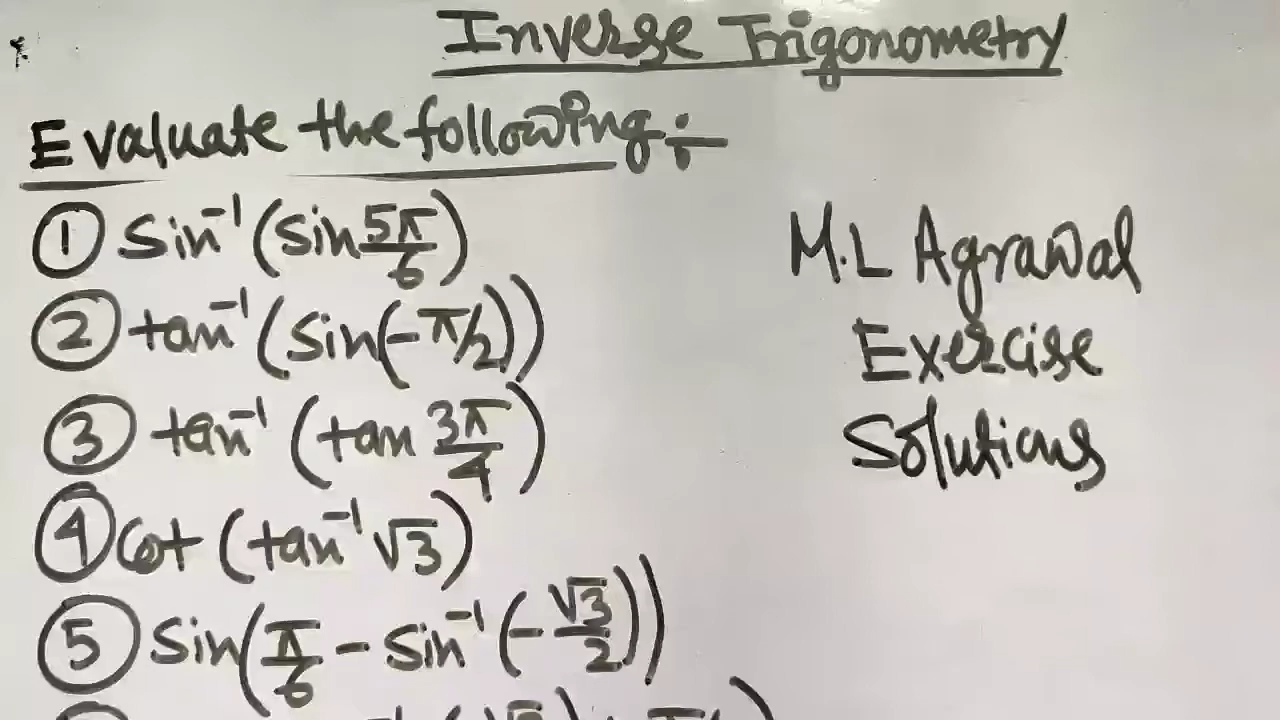 Inverse Trigonometry
Evaluate the following:-
① Sin⁻¹(sin 5π/6)
② tan⁻¹(sin(-π/2))
③ tan⁻¹(tan 3π/4)
④ Cot(tan⁻¹√3)
⑤ Sin(π/6 - Sin⁻¹(-√3/2))
M.L Agrawal
Exercise
Solutions